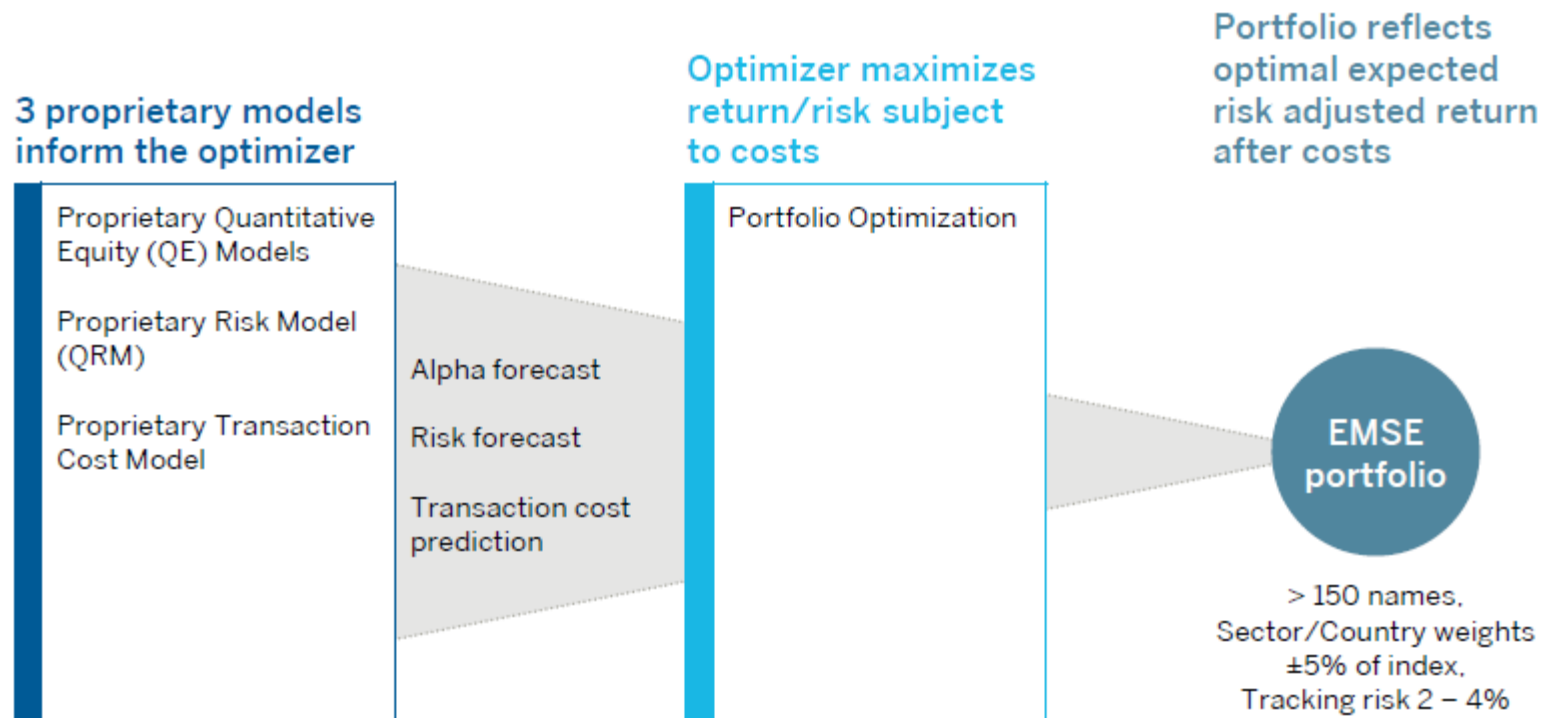 3 proprietary models
inform the optimizer
Proprietary Quantitative
Equity (QE) Models
Proprietary Risk Model
(QRM)
Proprietary Transaction
Cost Model
Alpha forecast
Risk forecast
Transaction cost
prediction
Optimizer maximizes
return/risk subject
to costs
Portfolio Optimization
Portfolio reflects
optimal expected
risk adjusted return
after costs
EMSE
portfolio
> 150 names,
Sector/Country weights
±5% of index,
Tracking risk 2 – 4%